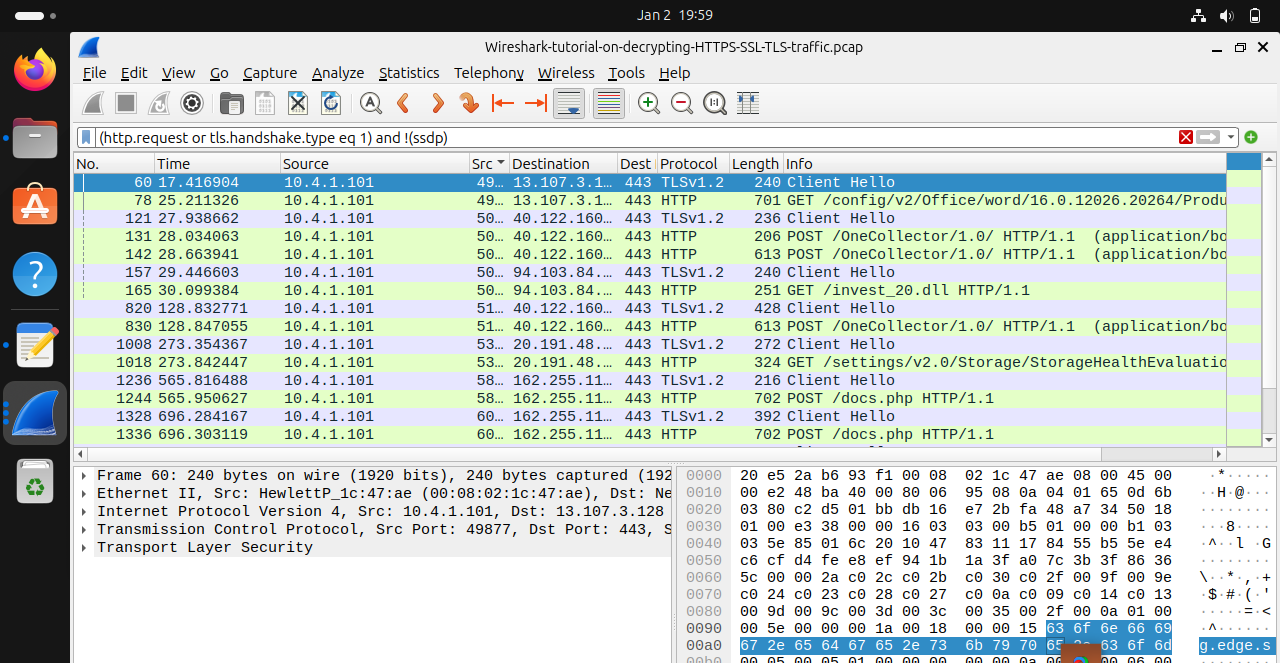 Jan 2 19:59
Wireshark-tutorial-on-decrypting-HTTPS-SSL-TLS-traffic.pcap
File Edit View Go Capture Analyze Statistics Telephony Wireless Tools Help
(http.request or tls.handshake.type eq 1) and !(ssdp)
No. Time Source Src Destination Dest Protocol Length Info
60 17.416904 10.4.1.101 49… 13.107.3.1… 443 TLSv1.2 240 Client Hello
78 25.211326 10.4.1.101 49… 13.107.3.1… 443 HTTP 701 GET /config/v2/Office/word/16.0.12026.20264/Produ
121 27.938662 10.4.1.101 50… 40.122.160… 443 TLSv1.2 236 Client Hello
131 28.034063 10.4.1.101 50… 40.122.160… 443 HTTP 206 POST /OneCollector/1.0/ HTTP/1.1 (application/bo
142 28.663941 10.4.1.101 50… 40.122.160… 443 HTTP 613 POST /OneCollector/1.0/ HTTP/1.1 (application/bo
157 29.446603 10.4.1.101 50… 94.103.84.… 443 TLSv1.2 240 Client Hello
165 30.099384 10.4.1.101 50… 94.103.84.… 443 HTTP 251 GET /invest_20.dll HTTP/1.1
820 128.832771 10.4.1.101 51… 40.122.160… 443 TLSv1.2 428 Client Hello
830 128.847055 10.4.1.101 51… 40.122.160… 443 HTTP 613 POST /OneCollector/1.0/ HTTP/1.1 (application/bo
1008 273.354367 10.4.1.101 53… 20.191.48.… 443 TLSv1.2 272 Client Hello
1018 273.842447 10.4.1.101 53… 20.191.48.… 443 HTTP 324 GET /settings/v2.0/Storage/StorageHealthEvaluatio
1236 565.816488 10.4.1.101 58… 162.255.11… 443 TLSv1.2 216 Client Hello
1244 565.950627 10.4.1.101 58… 162.255.11… 443 HTTP 702 POST /docs.php HTTP/1.1
1328 696.284167 10.4.1.101 60… 162.255.11… 443 TLSv1.2 392 Client Hello
1336 696.303119 10.4.1.101 60… 162.255.11… 443 HTTP 702 POST /docs.php HTTP/1.1
Frame 60: 240 bytes on wire (1920 bits), 240 bytes captured (192
Ethernet II, Src: HewlettP_1c:47:ae (00:08:02:1c:47:ae), Dst: Ne
Internet Protocol Version 4, Src: 10.4.1.101, Dst: 13.107.3.128
Transmission Control Protocol, Src Port: 49877, Dst Port: 443, S
Transport Layer Security
0000 20 e5 2a b6 93 f1 00 08 02 1c 47 ae 08 00 45 00 ·*·····
0010 00 e2 48 ba 40 00 80 06 95 08 0a 04 01 65 0d 6b ··H·@···
0020 03 80 c2 d5 01 bb db 16 e7 2b fa 48 a7 34 50 18 ········
0030 01 00 e3 38 00 00 16 03 03 00 b5 01 00 00 b1 03 ···8····
0040 03 5e 85 01 6c 20 10 47 83 11 17 84 55 b5 5e e4 ·^··l ·G
0050 c6 cf d4 fe e8 ef 94 1b 1a 3f a0 7c 3b 3f 86 36 ········
0060 5c 00 00 2a c0 2c c0 2b c0 30 c0 2f 00 9f 00 9e \··*·,·+
0070 c0 24 c0 23 c0 28 c0 27 c0 0a c0 09 c0 14 c0 13 ·$·#·(·'
0080 00 9d 00 9c 00 3d 00 3c 00 35 00 2f 00 0a 01 00 ·····=·<
0090 00 5e 00 00 00 1a 00 18 00 00 15 63 6f 6e 66 69 ·^······
00a0 67 2e 65 64 67 65 2e 73 6b 79 70 65 63 6f 6d g.edge.s